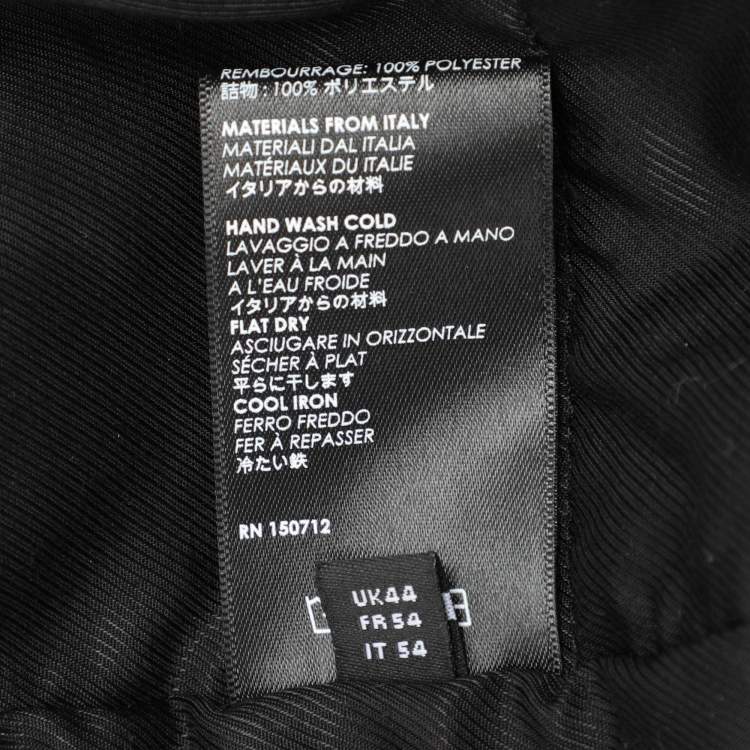 REMBOURRAGE: 100% POLYESTER
詰物 : 100% ポリエステル
MATERIALS FROM ITALY
MATERIALI DAL ITALIA
MATÉRIAUX DU ITALIE
イタリアからの材料
HAND WASH COLD
LAVAGGIO A FREDDO A MANO
LAVER À LA MAIN
A L'EAU FROIDE
イタリアからの材料
FLAT DRY
ASCIUGARE IN ORIZZONTALE
SÉCHER À PLAT
平らに干します
COOL IRON
FERRO FREDDO
FER À REPASSER
冷たい鉄
RN 150712
UK44
FR54
IT 54